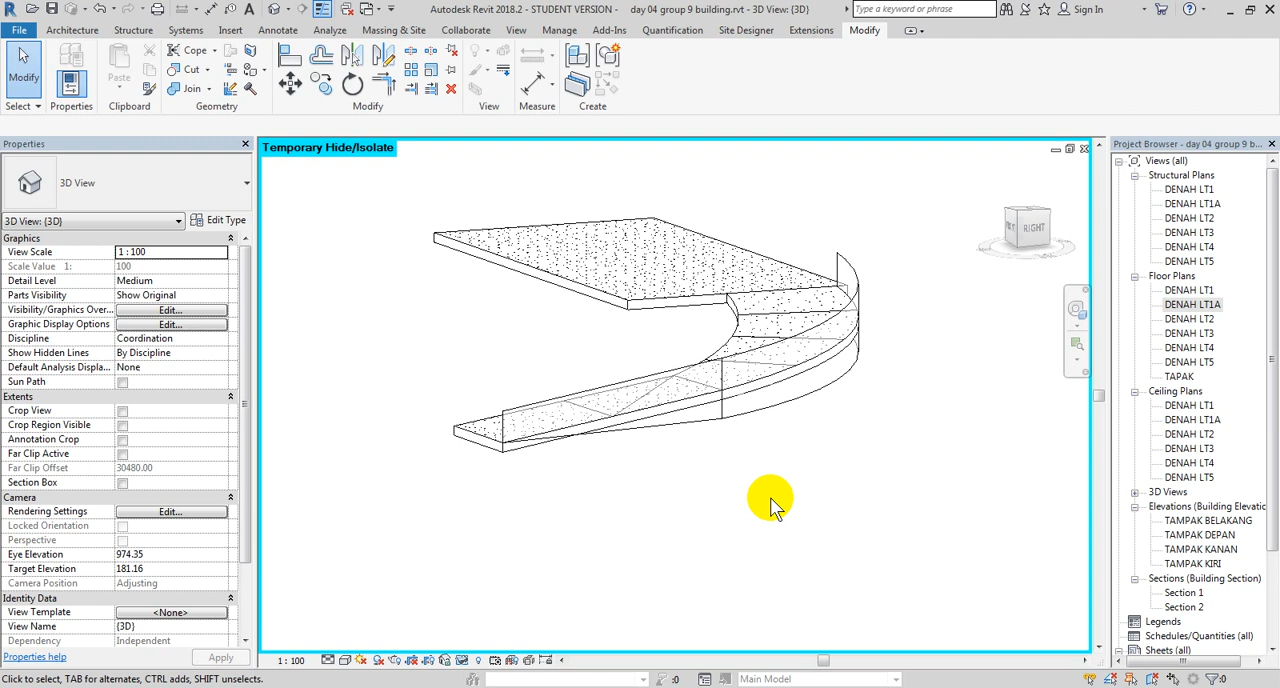 Autodesk Revit 2018.2 - STUDENT VERSION - day 04 group 9 building.rvt - 3D View: {3D}
Type a keyword or phrase
Sign In
File Architecture Structure Systems Insert Annotate Analyze Massing & Site Collaborate View Manage Add-Ins Quantification Site Designer Extensions Modify
Modify
Paste
Cope
Cut
Join
Select Properties Clipboard Geometry Modify View Measure Create
Properties
3D View
3D View: {3D}
Edit Type
Graphics
View Scale 1 : 100
Scale Value 1: 100
Detail Level Medium
Parts Visibility Show Original
Visibility/Graphics Over... Edit...
Graphic Display Options Edit...
Discipline Coordination
Show Hidden Lines By Discipline
Default Analysis Displa... None
Sun Path
Extents
Crop View
Crop Region Visible
Annotation Crop
Far Clip Active
Far Clip Offset 30480.00
Section Box
Camera
Rendering Settings Edit...
Locked Orientation
Perspective
Eye Elevation 974.35
Target Elevation 181.16
Camera Position Adjusting
Identity Data
View Template <None>
View Name {3D}
Dependency Independent
Properties help
Apply
Temporary Hide/Isolate
RIGHT
Project Browser - day 04 group 9 b...
Views (all)
Structural Plans
DENAH LT1
DENAH LT1A
DENAH LT2
DENAH LT3
DENAH LT4
DENAH LT5
Floor Plans
DENAH LT1
DENAH LT1A
DENAH LT2
DENAH LT3
DENAH LT4
DENAH LT5
TAPAK
Ceiling Plans
DENAH LT1
DENAH LT1A
DENAH LT2
DENAH LT3
DENAH LT4
DENAH LT5
3D Views
Elevations (Building Elevatic
TAMPAK BELAKANG
TAMPAK DEPAN
TAMPAK KANAN
TAMPAK KIRI
Sections (Building Section)
Section 1
Section 2
Legends
Schedules/Quantities (all)
Sheets (all)
1 : 100
Click to select, TAB for alternates, CTRL adds, SHIFT unselects.
:0
Main Model
:0